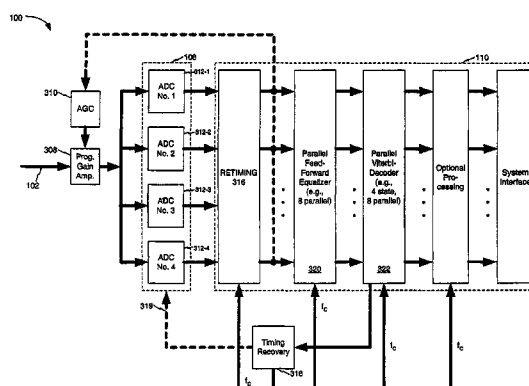 100
310
AGC
308
Prog.
Gain
Amp.
102
108
312-1
ADC
No. 1
312-2
ADC
No. 2
312-3
ADC
No. 3
312-4
ADC
No. 4
319
110
RETIMING
316
Parallel
Feed-
Forward
Equalizer
(e.g.,
8 parallel)
320
Parallel
Viterbi-
Decoder
(e.g.,
4 state,
8 parallel)
322
Optional
Pro-
cessing
System
Interface
Timing
Recovery
318
fC
fC
fC
fC